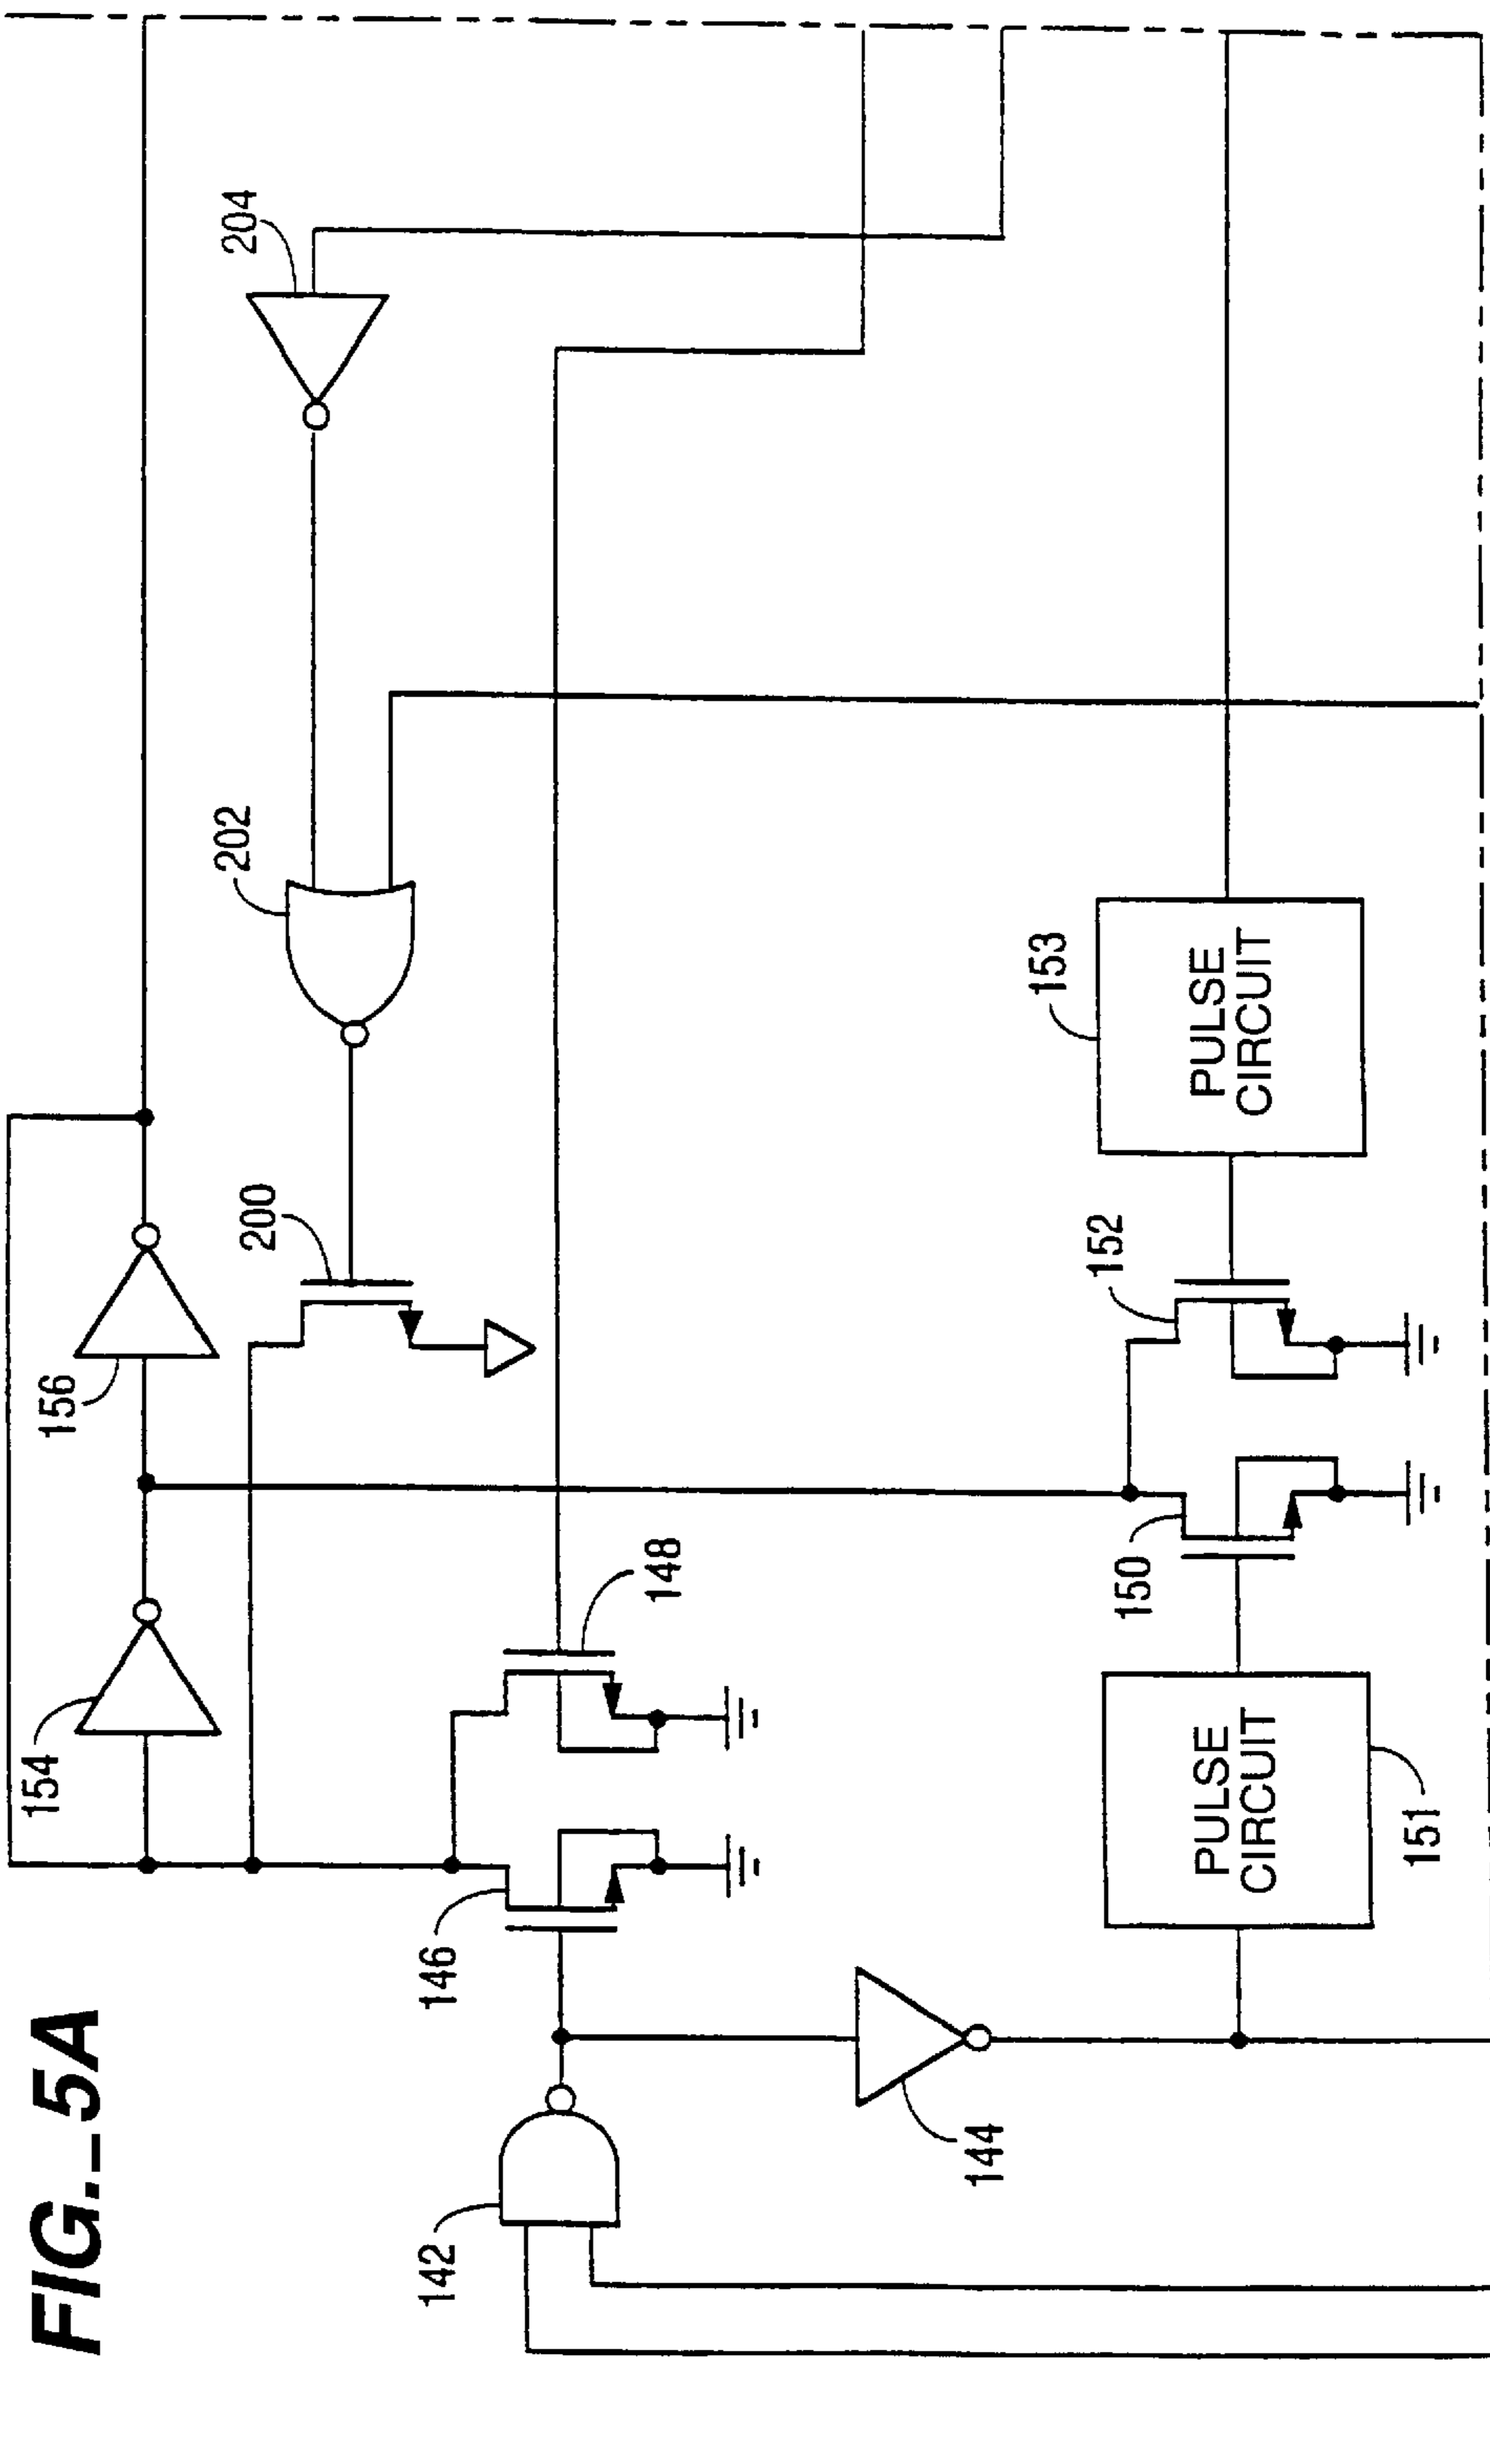 FIG._5A
154
156
204
200
202
146
148
142
144
150
152
153
PULSE
CIRCUIT
PULSE
CIRCUIT
151